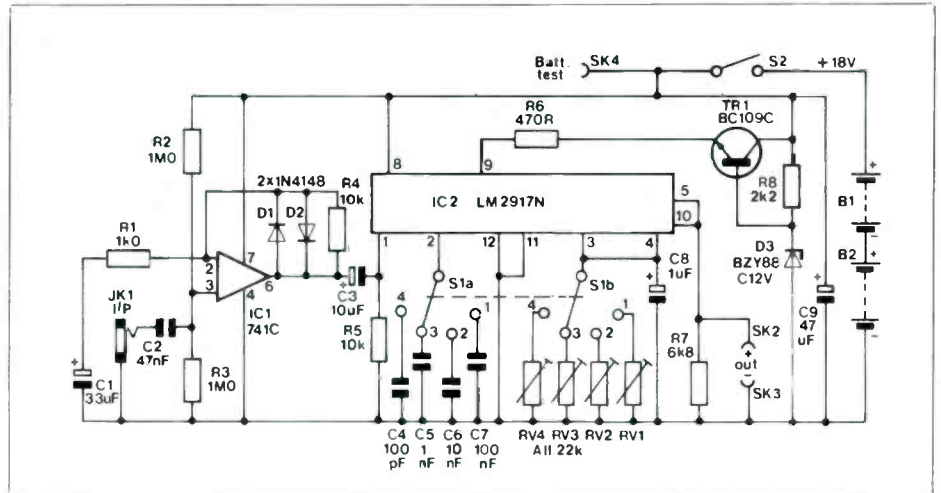 Batt. test
SK4
S2
+18V
R6
470R
TR1
BC109C
R2
1M0
8
9
R8
2k2
2x1N4148
R4
10k
IC2 LM2917N
5
10
B1
+
-
R1
1k0
D1
D2
7
2
3
6
4
IC1
741C
1
2
12
11
3
4
D3
BZY88
C12V
B2
+
-
JK1
I/P
C2
47nF
C3
10uF
+
S1a
S1b
C8
1uF
+
4
3
2
1
4
3
2
1
R7
6k8
SK2
+
out
-
SK3
C9
47
uF
+
+
C1
33uF
R3
1M0
R5
10k
C4
100
pF
C5
1
nF
C6
10
nF
C7
100
nF
RV4
RV3
RV2
RV1
All 22k